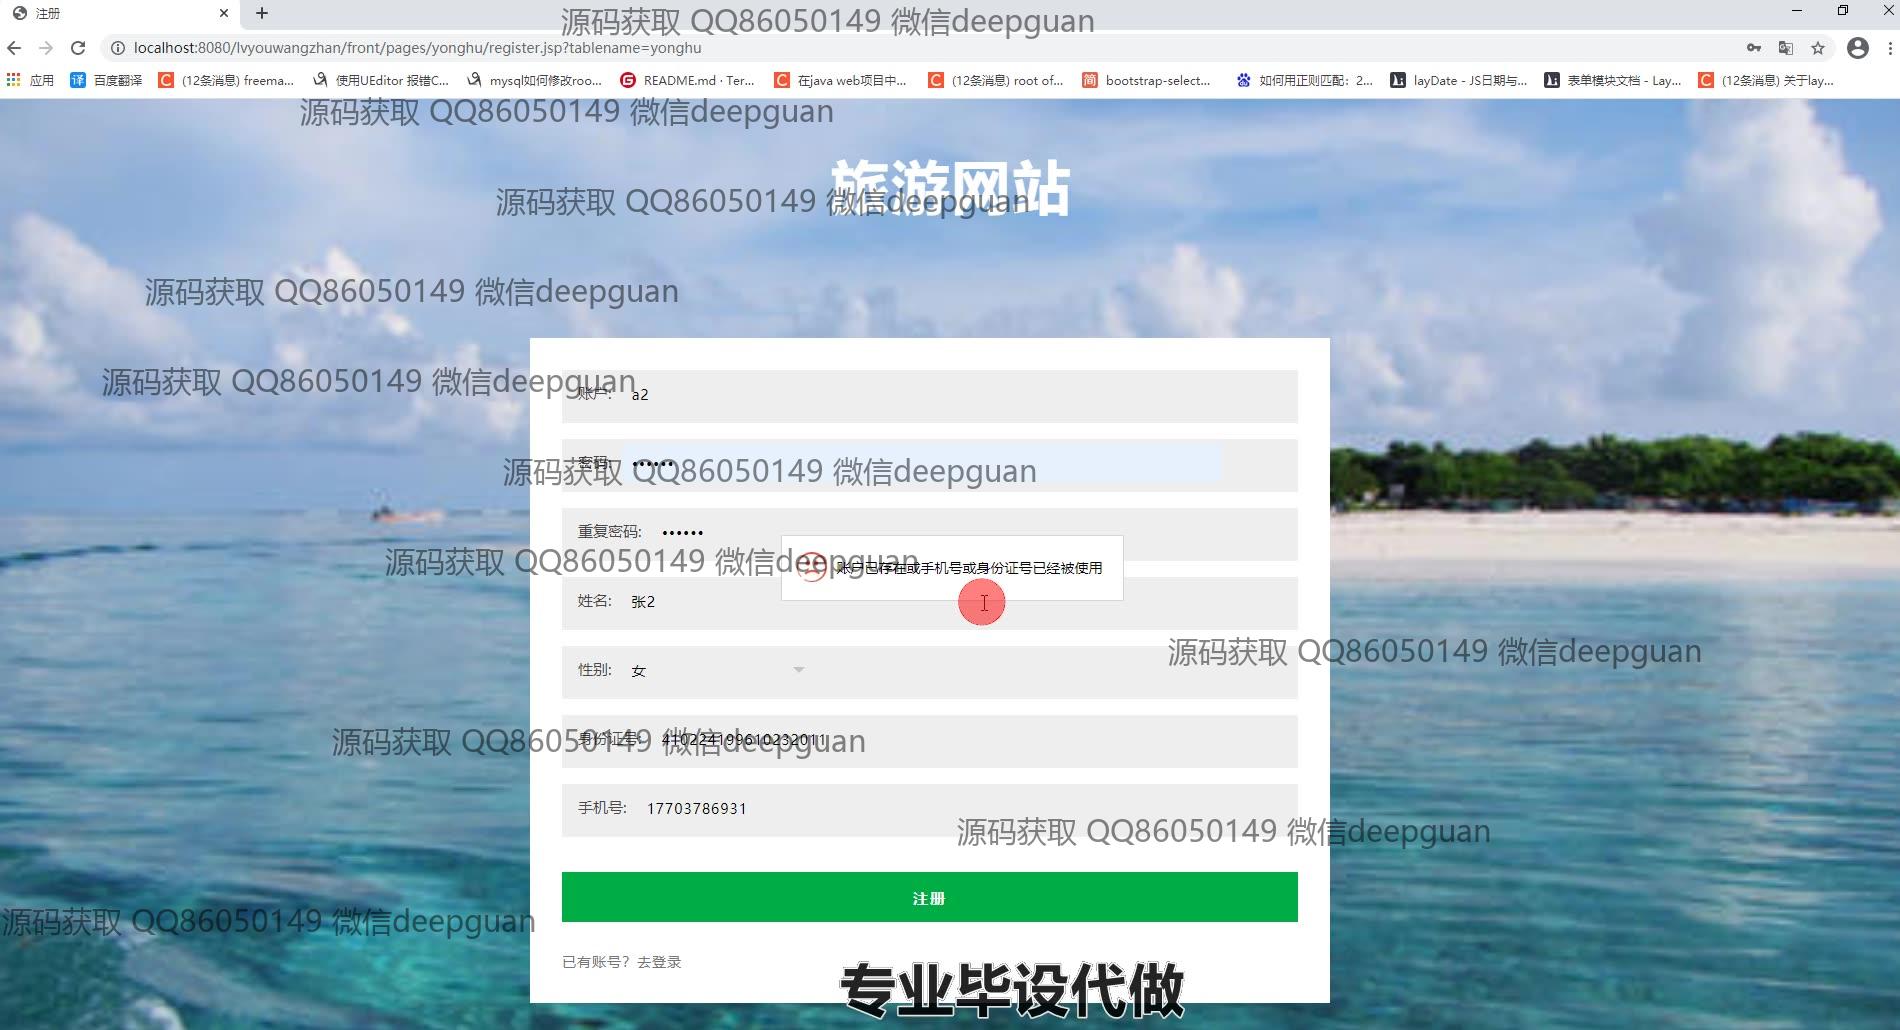 注册
源码获取 QQ86050149 微信deepguan
localhost:8080/lvyouwangzhan/front/pages/yonghu/register.jsp?tablename=yonghu
应用 百度翻译 (12条消息) freema... 使用UEditor 报错C... mysql如何修改roo... README.md · Ter... 在java web项目中... (12条消息) root of... bootstrap-select... 如何用正则匹配：2... layDate - JS日期与... 表单模块文档 - Lay... (12条消息) 关于lay...
源码获取 QQ86050149 微信deepguan
旅游网站
源码获取 QQ86050149 微信deepguan
源码获取 QQ86050149 微信deepguan
源码获取 QQ86050149 微信deepguan
账户: a2
密码: ••••••
源码获取 QQ86050149 微信deepguan
重复密码: ••••••
源码获取 QQ86050149 微信deepguan
账户已存在或手机号或身份证号已经被使用
姓名: 张2
源码获取 QQ86050149 微信deepguan
性别: 女
身份证号: 410224199610232011
源码获取 QQ86050149 微信deepguan
手机号: 17703786931
源码获取 QQ86050149 微信deepguan
注册
源码获取 QQ86050149 微信deepguan
已有账号？去登录
专业毕设代做